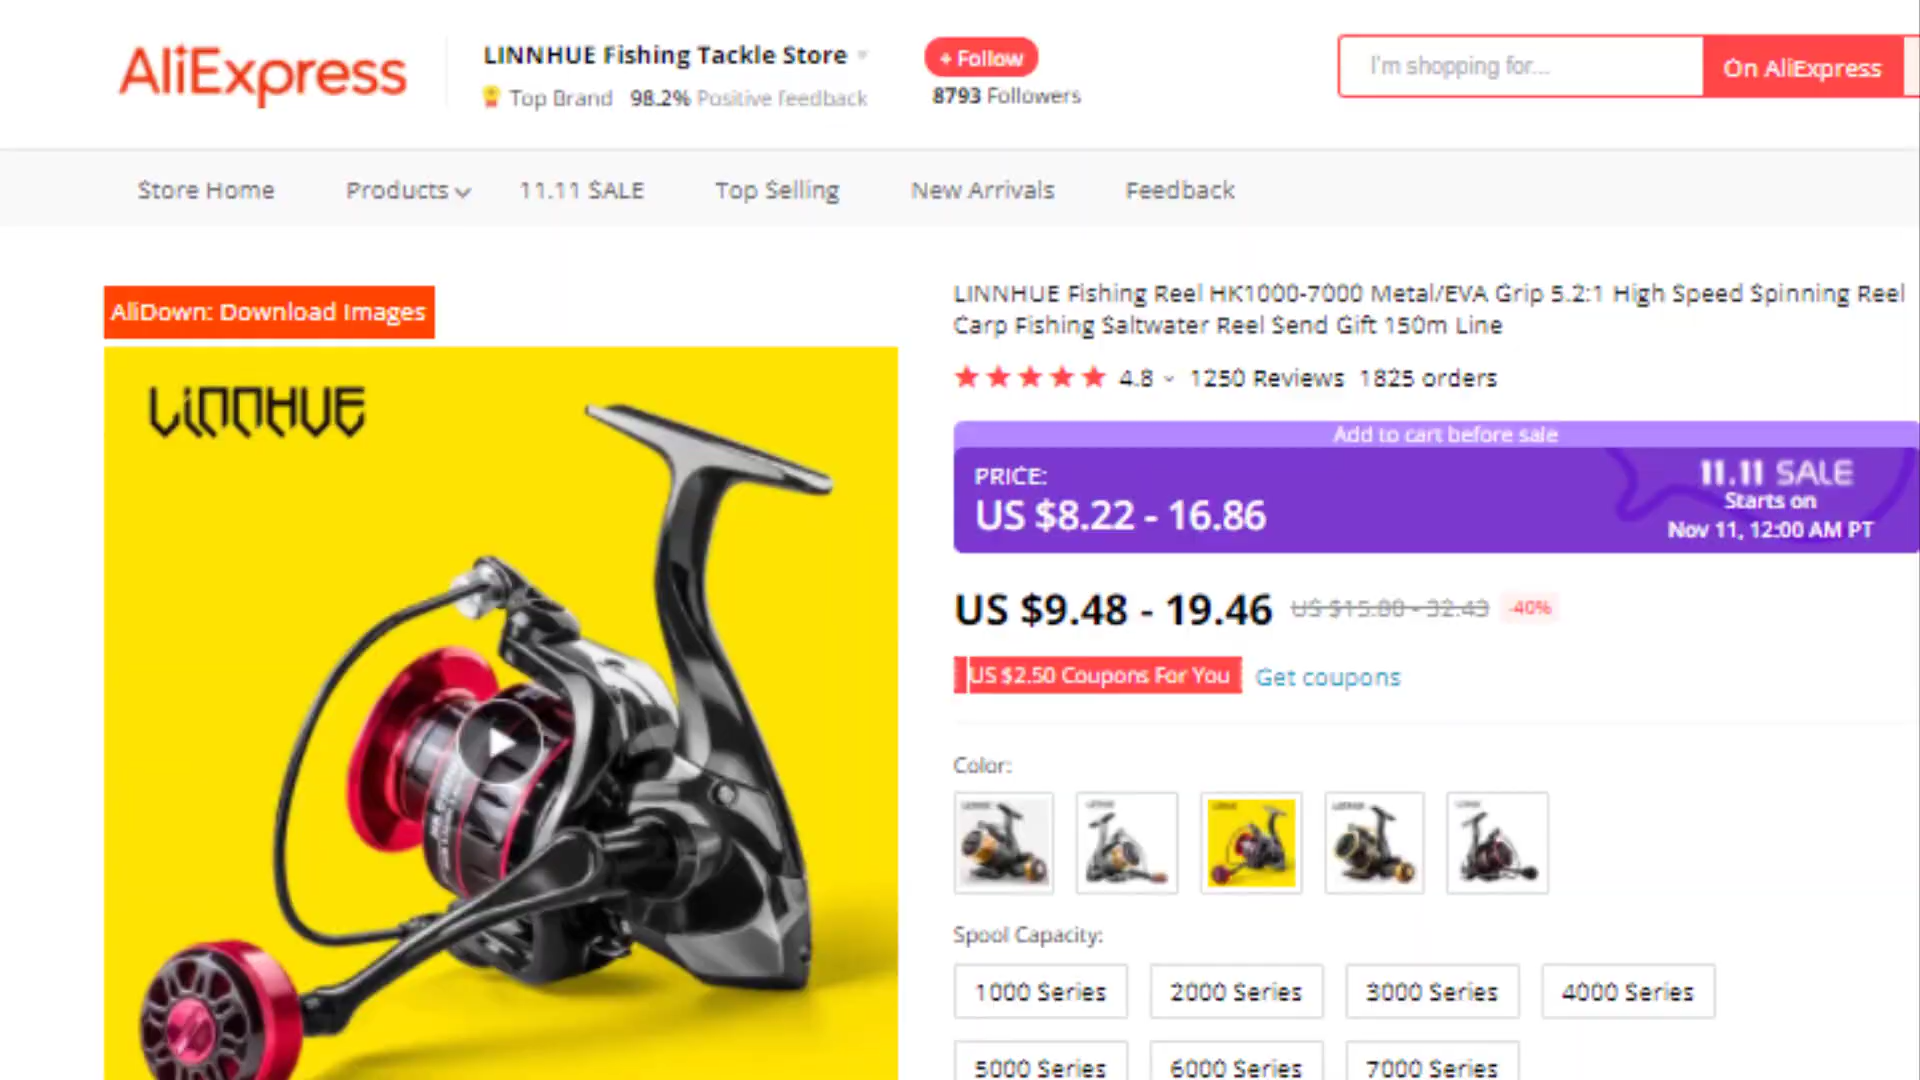 AliExpress
LINNHUE Fishing Tackle Store
+ Follow
I'm shopping for...
On AliExpress
Top Brand 98.2% Positive feedback
8793 Followers
Store Home
Products
11.11 SALE
Top Selling
New Arrivals
Feedback
AliDown: Download Images
LINNHUE
LINNHUE Fishing Reel HK1000-7000 Metal/EVA Grip 5.2:1 High Speed Spinning Reel
Carp Fishing Saltwater Reel Send Gift 150m Line
4.8
1250 Reviews
1825 orders
Add to cart before sale
PRICE:
US $8.22 - 16.86
11.11 SALE
Starts on
Nov 11, 12:00 AM PT
US $9.48 - 19.46
US $15.80 - 32.43
-40%
US $2.50 Coupons For You
Get coupons
Color:
Spool Capacity:
1000 Series
2000 Series
3000 Series
4000 Series
5000 Series
6000 Series
7000 Series